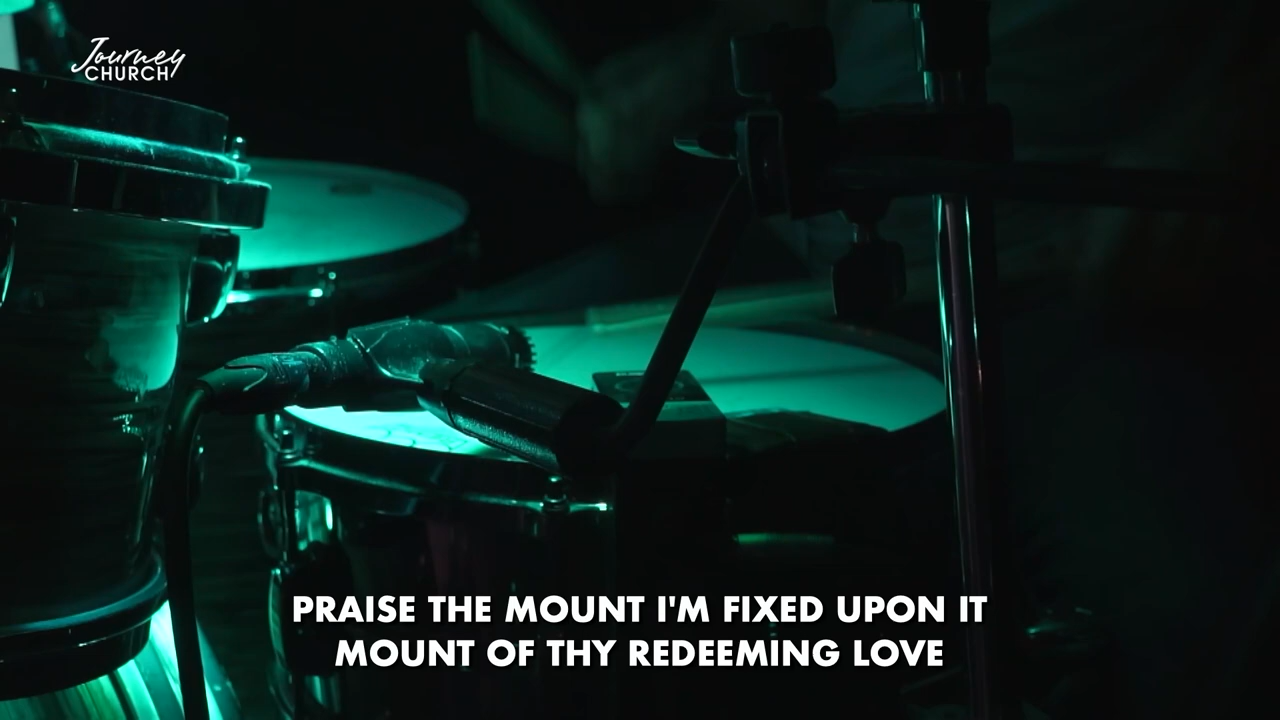 Journey
CHURCH
PRAISE THE MOUNT I'M FIXED UPON IT
MOUNT OF THY REDEEMING LOVE